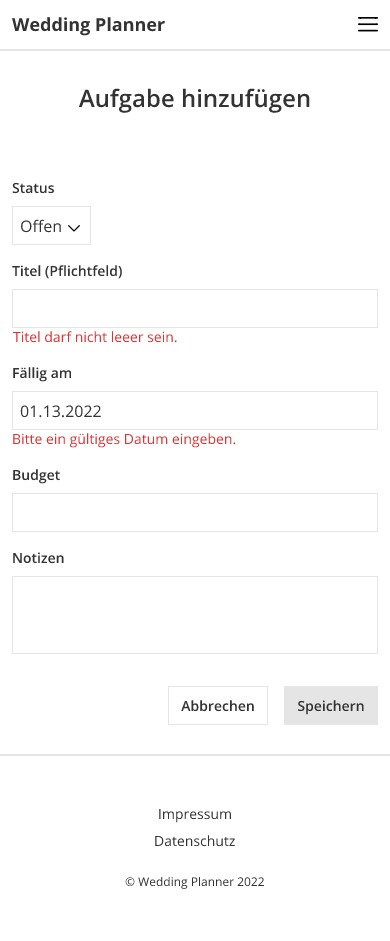 Wedding Planner
Aufgabe hinzufügen
Status
Offen
Titel (Pflichtfeld)
Titel darf nicht leeer sein.
Fällig am
01.13.2022
Bitte ein gültiges Datum eingeben.
Budget
Notizen
Abbrechen Speichern
Impressum
Datenschutz
© Wedding Planner 2022